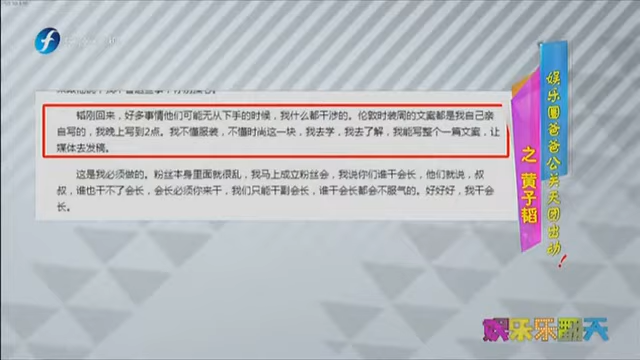 韬刚回来，好多事情他们可能无从下手的时候，我什么都干涉的。伦敦时装周的文案都是我自己亲
自写的，我晚上写到2点。我不懂服装，不懂时尚这一块，我去学，我去了解，我能写整个一篇文案，让
媒体去发稿。
这是我必须做的。粉丝本身里面就很乱，我马上成立粉丝会，我说你们谁干会长，他们就说，叔
叔，谁也干不了会长，会长必须你来干，我们只能干副会长，谁干会长都会不服气的。好好好，我干会
长。
娱乐圈爸爸公关天团出动！
之黄子韬
娱乐乐翻天